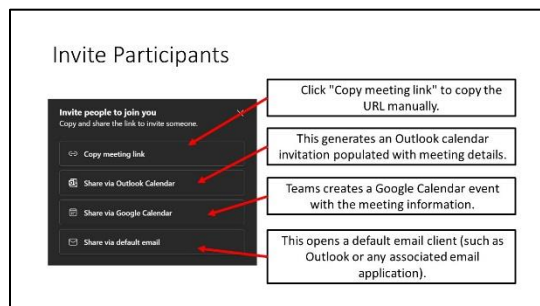 Invite Participants
Invite people to join you
Copy and share the link to invite someone.
Copy meeting link
Share via Outlook Calendar
Share via Google Calendar
Share via default email
Click "Copy meeting link" to copy the
URL manually.
This generates an Outlook calendar
invitation populated with meeting details.
Teams creates a Google Calendar event
with the meeting information.
This opens a default email client (such as
Outlook or any associated email
application).